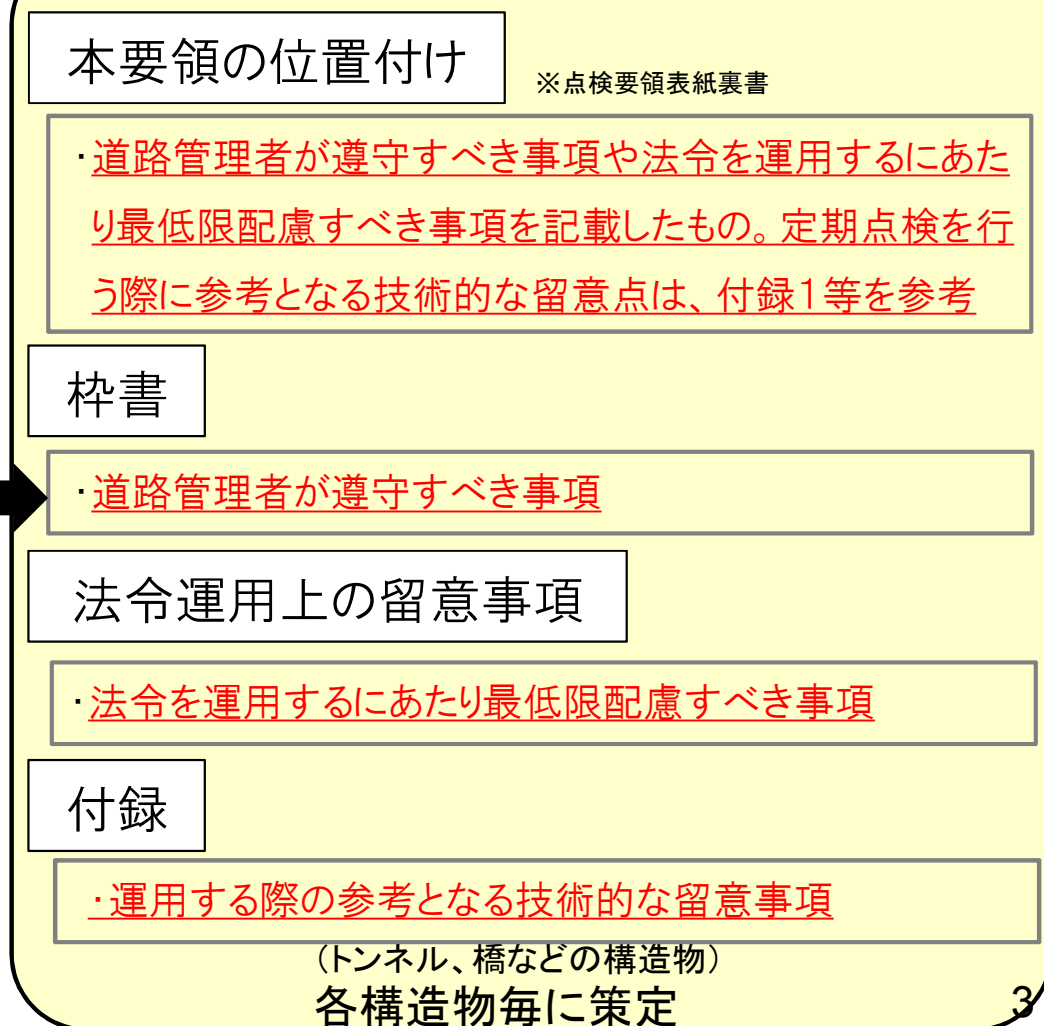 本要領の位置付け
※点検要領表紙裏書
・道路管理者が遵守すべき事項や法令を運用するにあた
り最低限配慮すべき事項を記載したもの。定期点検を行
う際に参考となる技術的な留意点は、付録１等を参考
枠書
・道路管理者が遵守すべき事項
法令運用上の留意事項
・法令を運用するにあたり最低限配慮すべき事項
付録
・運用する際の参考となる技術的な留意事項
（トンネル、橋などの構造物）
各構造物毎に策定
3